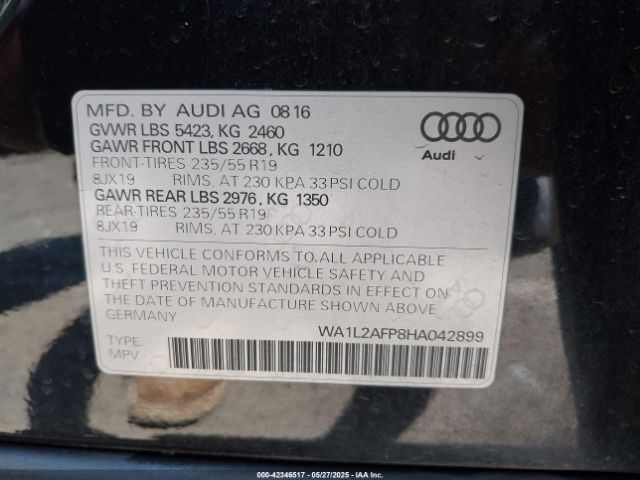 MFD. BY AUDI AG 08 16
GVWR LBS 5423, KG 2460
GAWR FRONT LBS 2668, KG 1210
FRONT-TIRES 235/55 R19
8JX19 RIMS, AT 230 KPA 33 PSI COLD
GAWR REAR LBS 2976, KG 1350
REAR-TIRES 235/55 R19
8JX19 RIMS, AT 230 KPA 33 PSI COLD
Audi
THIS VEHICLE CONFORMS TO.ALL APPLICABLE
U.S. FEDERAL MOTOR VEHICLE SAFETY AND
THEFT PREVENTION STANDARDS IN EFFECT ON
THE DATE OF MANUFACTURE SHOWN ABOVE
GERMANY
WA1L2AFP8HA042899
TYPE:
MPV
000-42346517 - 05/27/2025 - IAA Inc.